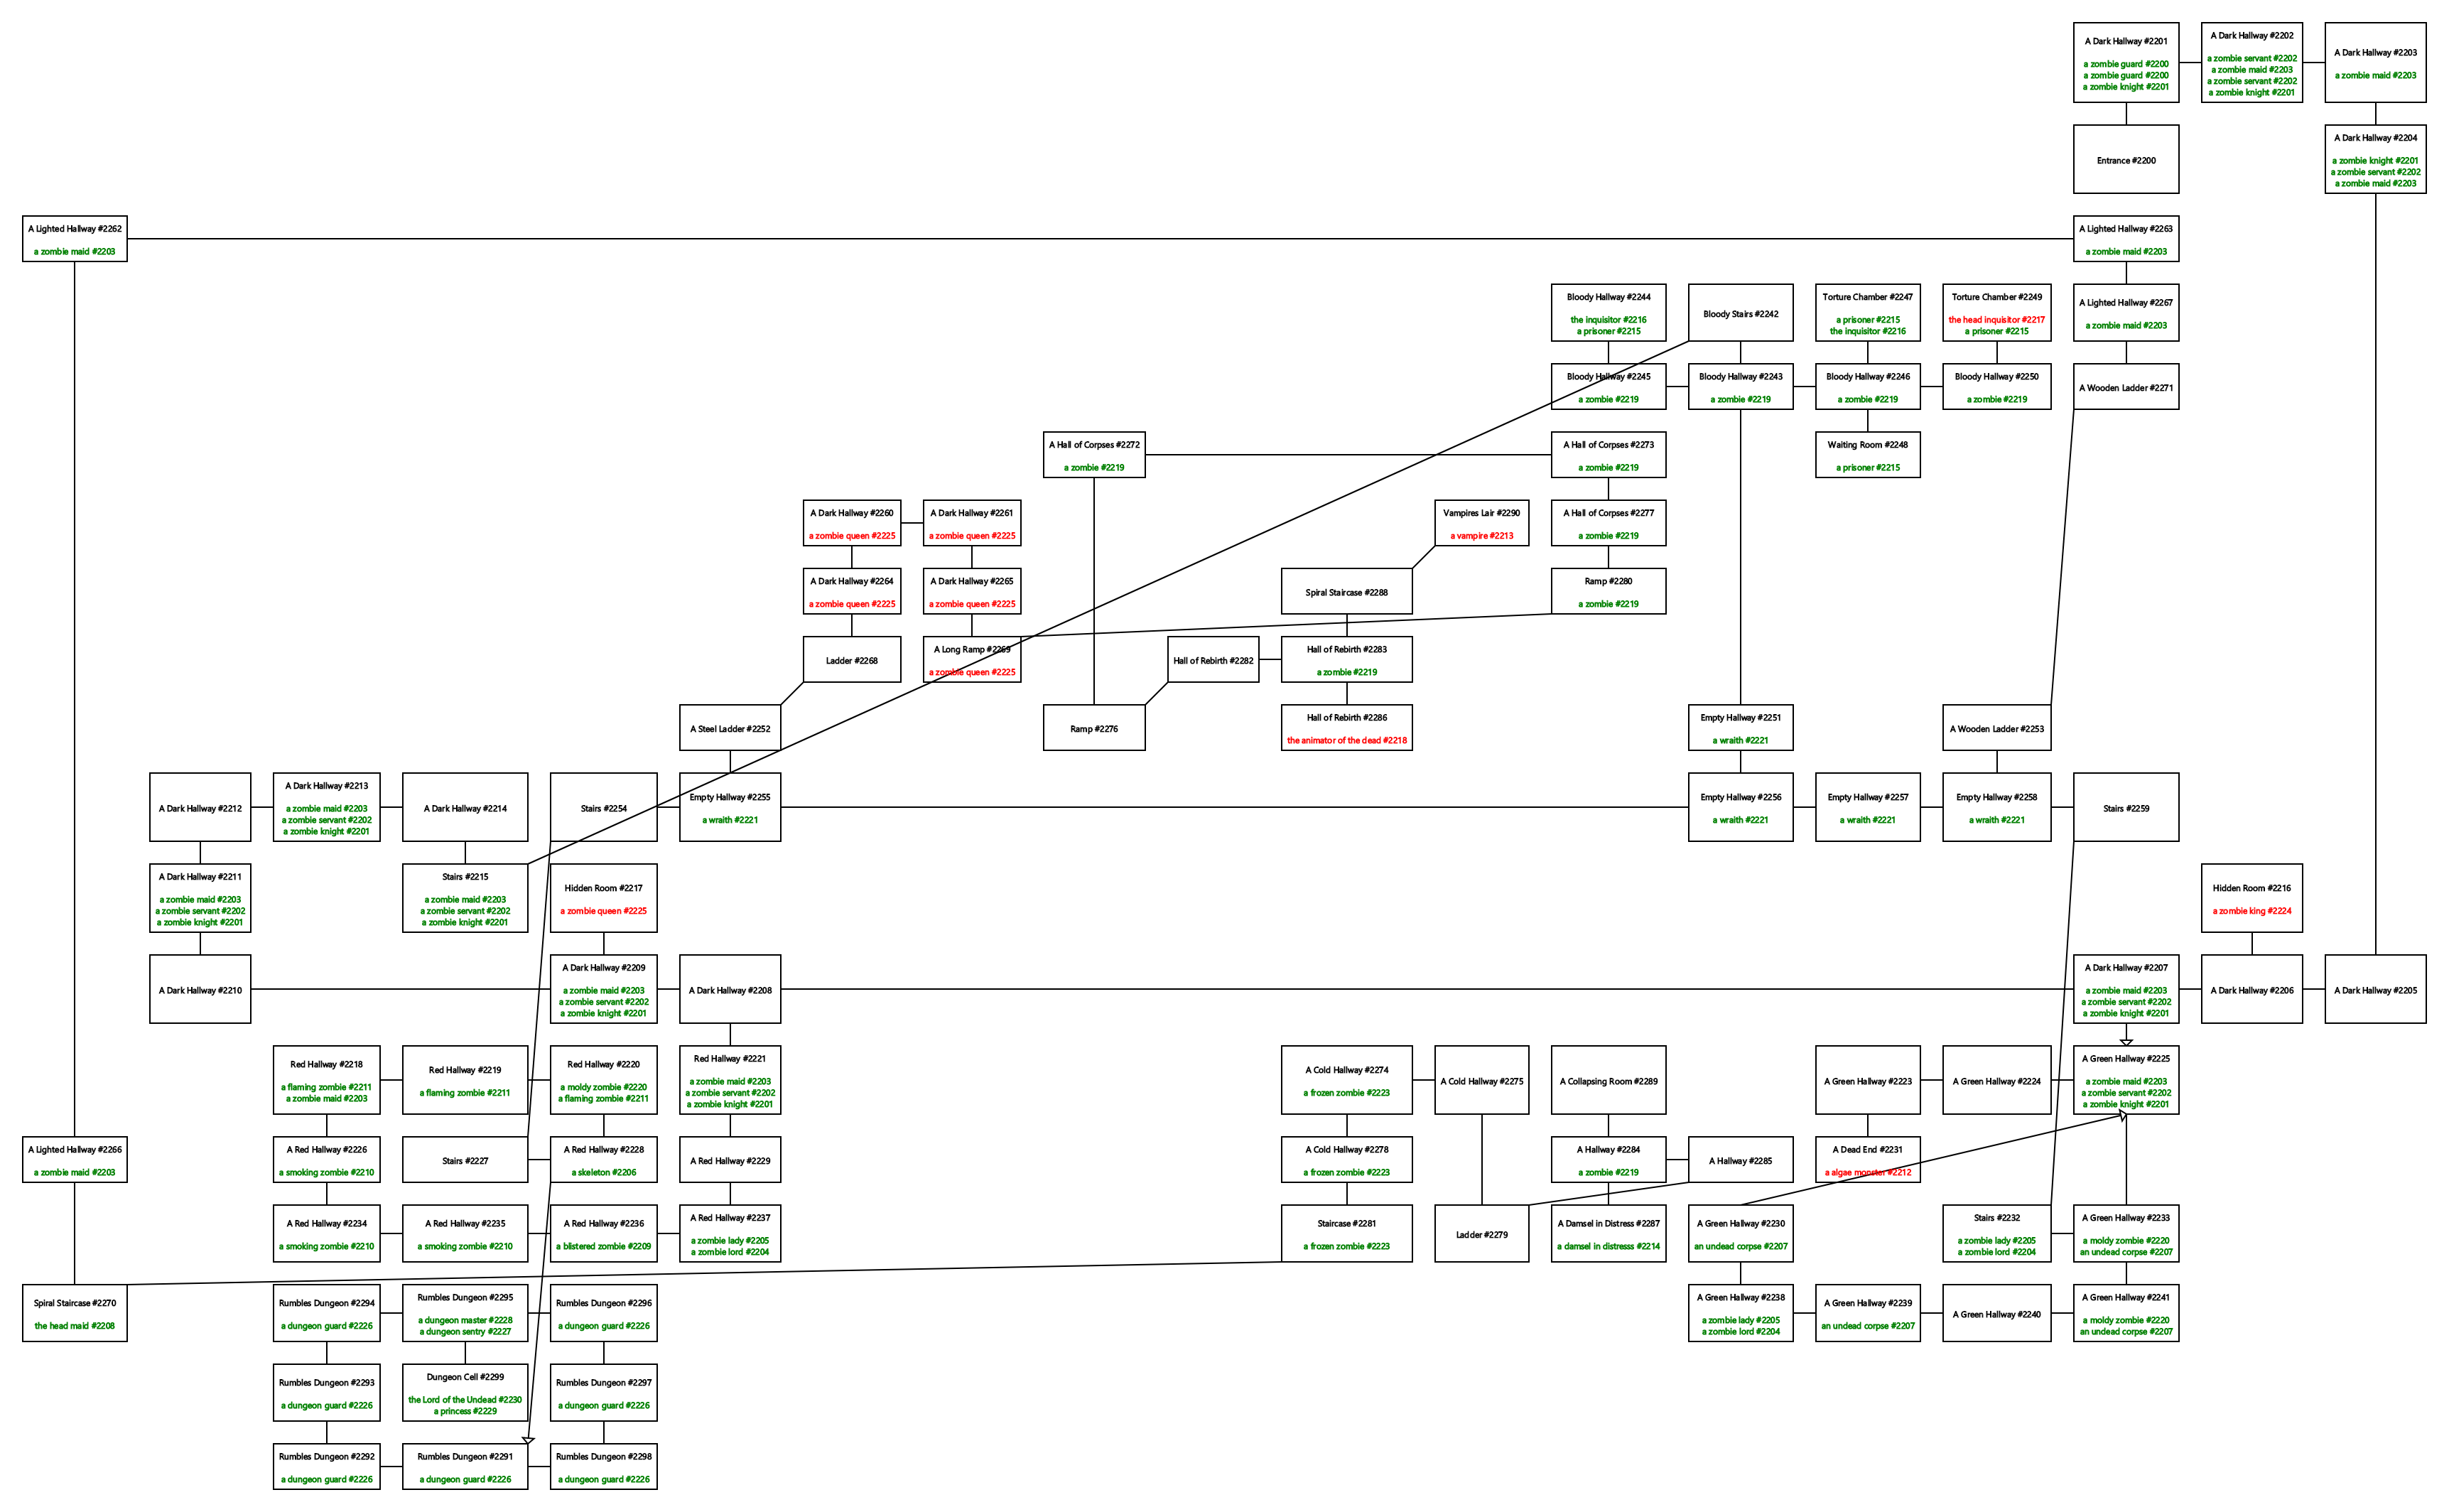 A Dark Hallway #2201
a zombie guard #2200
a zombie guard #2200
a zombie knight #2201
A Dark Hallway #2202
a zombie servant #2202
a zombie maid #2203
a zombie servant #2202
a zombie knight #2201
A Dark Hallway #2203
a zombie maid #2203
Entrance #2200
A Dark Hallway #2204
a zombie knight #2201
a zombie servant #2202
a zombie maid #2203
A Lighted Hallway #2262
a zombie maid #2203
A Lighted Hallway #2263
a zombie maid #2203
Bloody Hallway #2244
the inquisitor #2216
a prisoner #2215
Bloody Stairs #2242
Torture Chamber #2247
a prisoner #2215
the inquisitor #2216
Torture Chamber #2249
the head inquisitor #2217
a prisoner #2215
A Lighted Hallway #2267
a zombie maid #2203
Bloody Hallway #2245
a zombie #2219
Bloody Hallway #2243
a zombie #2219
Bloody Hallway #2246
a zombie #2219
Bloody Hallway #2250
a zombie #2219
A Wooden Ladder #2271
A Hall of Corpses #2272
a zombie #2219
A Hall of Corpses #2273
a zombie #2219
Waiting Room #2248
a prisoner #2215
A Dark Hallway #2260
a zombie queen #2225
A Dark Hallway #2261
a zombie queen #2225
Vampires Lair #2290
a vampire #2213
A Hall of Corpses #2277
a zombie #2219
A Dark Hallway #2264
a zombie queen #2225
A Dark Hallway #2265
a zombie queen #2225
Spiral Staircase #2288
Ramp #2280
a zombie #2219
Ladder #2268
A Long Ramp #2269
a zombie queen #2225
Hall of Rebirth #2282
Hall of Rebirth #2283
a zombie #2219
A Steel Ladder #2252
Ramp #2276
Hall of Rebirth #2286
the animator of the dead #2218
Empty Hallway #2251
a wraith #2221
A Wooden Ladder #2253
A Dark Hallway #2212
A Dark Hallway #2213
a zombie maid #2203
a zombie servant #2202
a zombie knight #2201
A Dark Hallway #2214
Stairs #2254
Empty Hallway #2255
a wraith #2221
Empty Hallway #2256
a wraith #2221
Empty Hallway #2257
a wraith #2221
Empty Hallway #2258
a wraith #2221
Stairs #2259
A Dark Hallway #2211
a zombie maid #2203
a zombie servant #2202
a zombie knight #2201
Stairs #2215
a zombie maid #2203
a zombie servant #2202
a zombie knight #2201
Hidden Room #2217
a zombie queen #2225
Hidden Room #2216
a zombie king #2224
A Dark Hallway #2210
A Dark Hallway #2209
a zombie maid #2203
a zombie servant #2202
a zombie knight #2201
A Dark Hallway #2208
A Dark Hallway #2207
a zombie maid #2203
a zombie servant #2202
a zombie knight #2201
A Dark Hallway #2206
A Dark Hallway #2205
Red Hallway #2218
a flaming zombie #2211
a zombie maid #2203
Red Hallway #2219
a flaming zombie #2211
Red Hallway #2220
a moldy zombie #2220
a flaming zombie #2211
Red Hallway #2221
a zombie maid #2203
a zombie servant #2202
a zombie knight #2201
A Cold Hallway #2274
a frozen zombie #2223
A Cold Hallway #2275
A Collapsing Room #2289
A Green Hallway #2223
A Green Hallway #2224
A Green Hallway #2225
a zombie maid #2203
a zombie servant #2202
a zombie knight #2201
A Lighted Hallway #2266
a zombie maid #2203
A Red Hallway #2226
a smoking zombie #2210
Stairs #2227
A Red Hallway #2228
a skeleton #2206
A Red Hallway #2229
A Cold Hallway #2278
a frozen zombie #2223
A Hallway #2284
a zombie #2219
A Hallway #2285
A Dead End #2231
a algae monster #2212
A Red Hallway #2234
a smoking zombie #2210
A Red Hallway #2235
a smoking zombie #2210
A Red Hallway #2236
a blistered zombie #2209
A Red Hallway #2237
a zombie lady #2205
a zombie lord #2204
Staircase #2281
a frozen zombie #2223
Ladder #2279
A Damsel in Distress #2287
a damsel in distresss #2214
A Green Hallway #2230
an undead corpse #2207
Stairs #2232
a zombie lady #2205
a zombie lord #2204
A Green Hallway #2233
a moldy zombie #2220
an undead corpse #2207
Spiral Staircase #2270
the head maid #2208
Rumbles Dungeon #2294
a dungeon guard #2226
Rumbles Dungeon #2295
a dungeon master #2228
a dungeon sentry #2227
Rumbles Dungeon #2296
a dungeon guard #2226
A Green Hallway #2238
a zombie lady #2205
a zombie lord #2204
A Green Hallway #2239
an undead corpse #2207
A Green Hallway #2240
A Green Hallway #2241
a moldy zombie #2220
an undead corpse #2207
Rumbles Dungeon #2293
a dungeon guard #2226
Dungeon Cell #2299
the Lord of the Undead #2230
a princess #2229
Rumbles Dungeon #2297
a dungeon guard #2226
Rumbles Dungeon #2292
a dungeon guard #2226
Rumbles Dungeon #2291
a dungeon guard #2226
Rumbles Dungeon #2298
a dungeon guard #2226